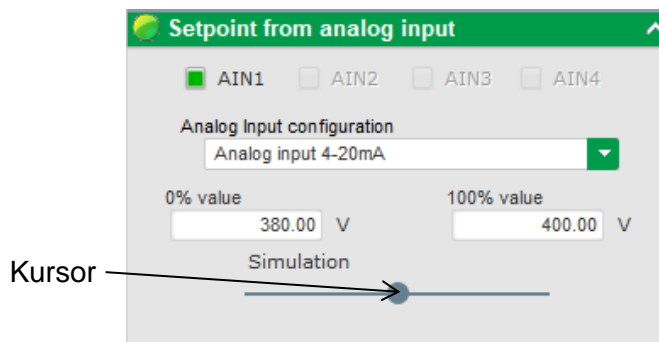 Setpoint from analog input
AIN1 AIN2 AIN3 AIN4
Analog Input configuration
Analog input 4-20mA
0% value 100% value
380.00 V 400.00 V
Simulation
Kursor